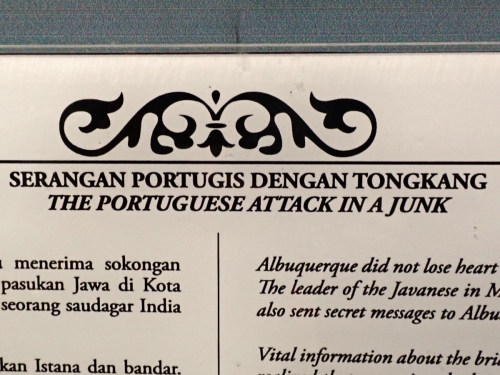 SERANGAN PORTUGIS DENGAN TONGKANG
THE PORTUGUESE ATTACK IN A JUNK
menerima sokongan
pasukan Jawa di Kota
seorang saudagar India
Istana dan bandar.
Albuquerque did not lose heart
The leader of the Javanese in
also sent secret messages to
Vital information about the